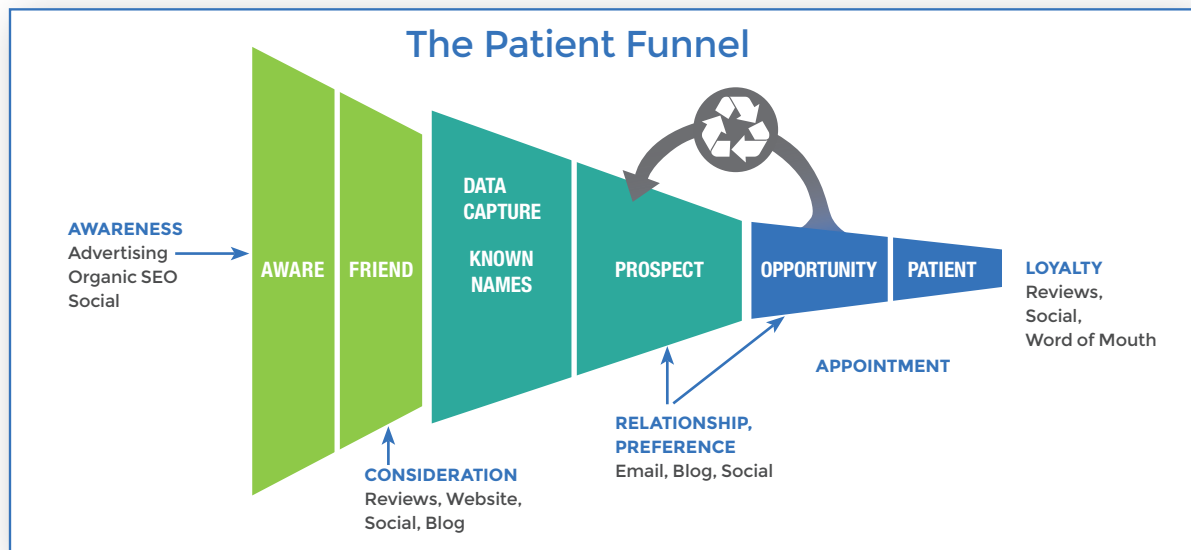 The Patient Funnel
AWARENESS
Advertising
Organic SEO
Social
AWARE
FRIEND
DATA
CAPTURE
KNOWN
NAMES
PROSPECT
OPPORTUNITY
PATIENT
LOYALTY
Reviews,
Social,
Word of Mouth
APPOINTMENT
RELATIONSHIP,
PREFERENCE
Email, Blog, Social
CONSIDERATION
Reviews, Website,
Social, Blog